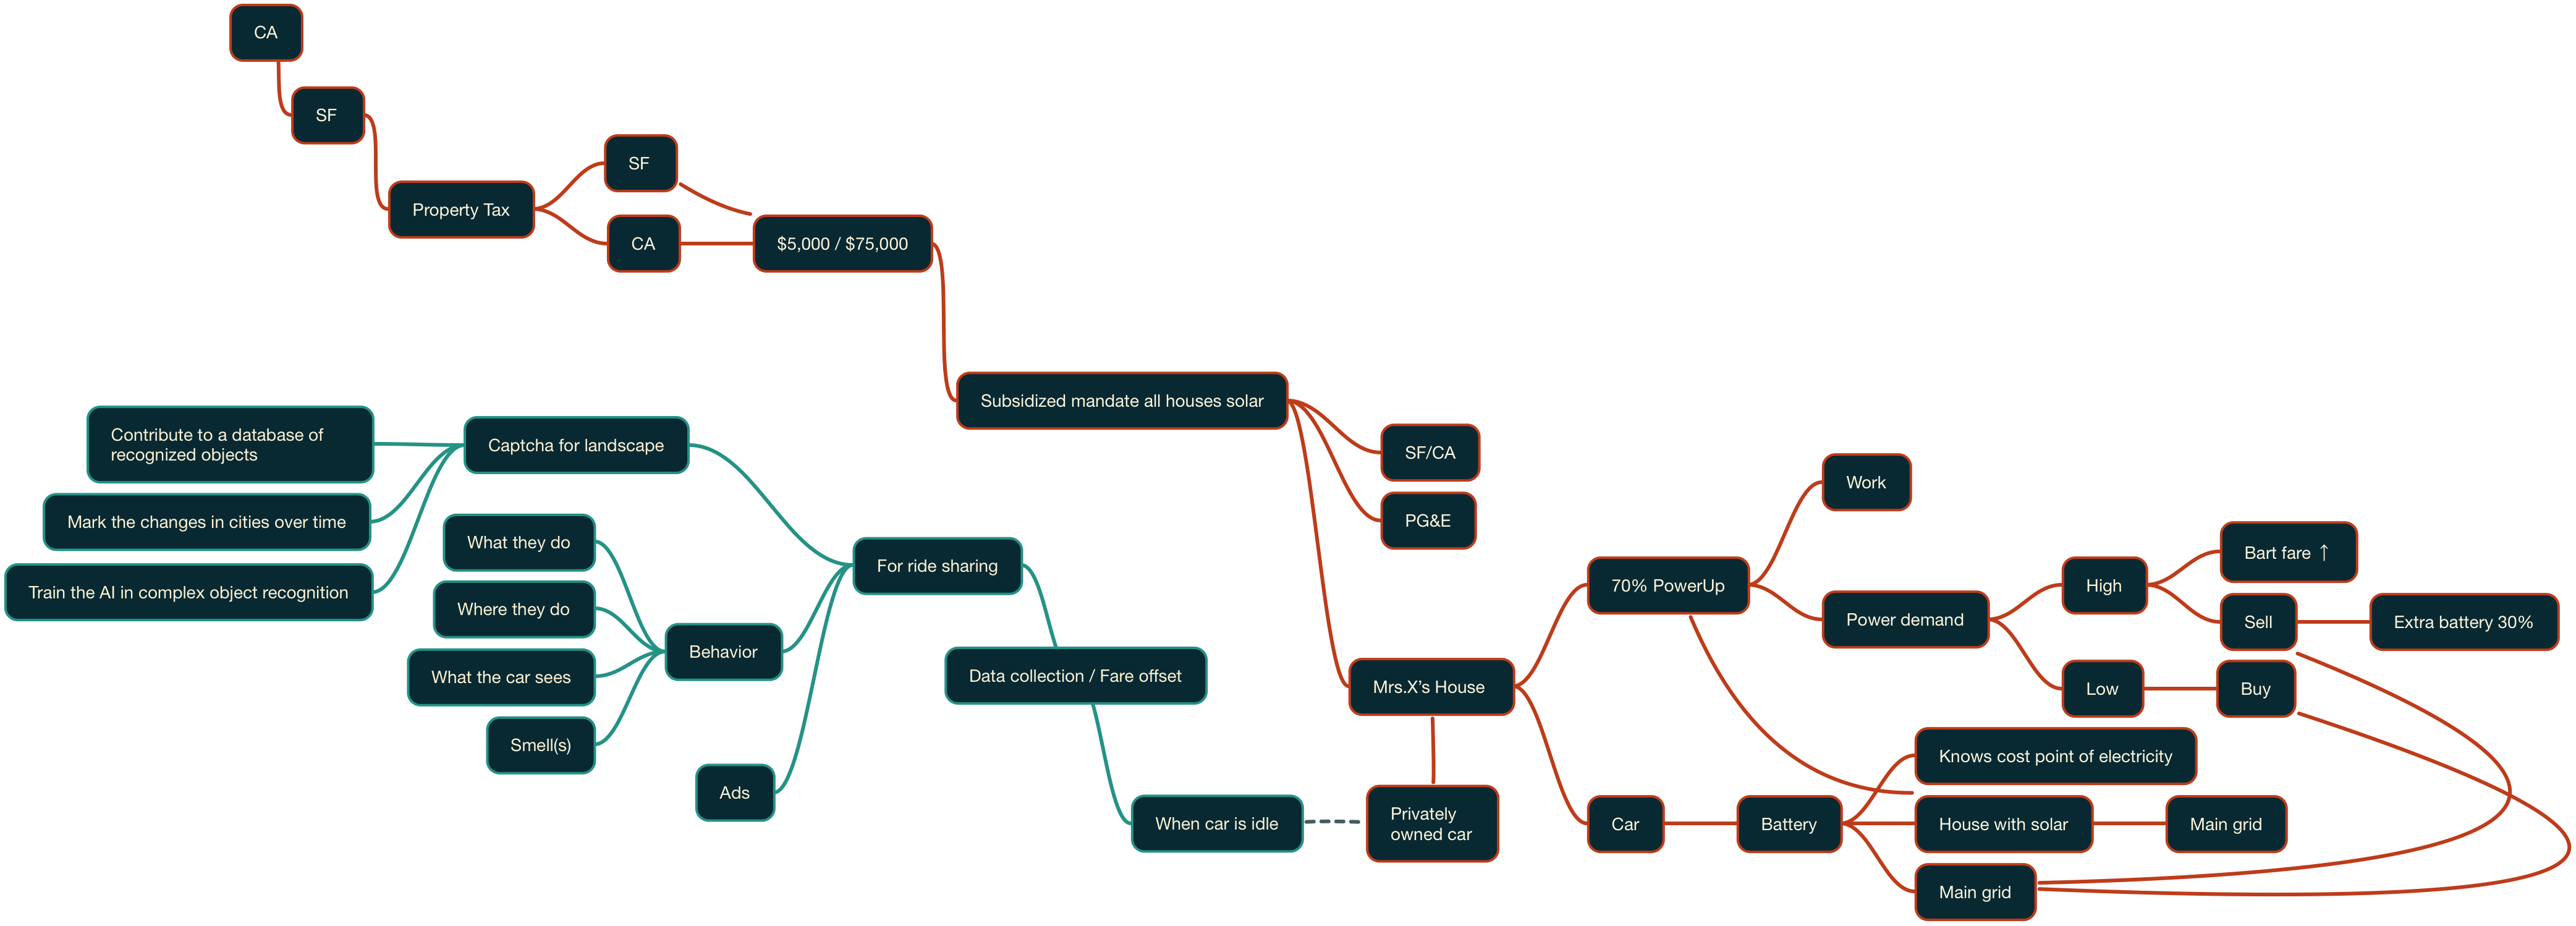 CA
SF
SF
Property Tax
CA
$5,000 / $75,000
Subsidized mandate all houses solar
SF/CA
PG&E
Contribute to a database of
recognized objects
Captcha for landscape
Mark the changes in cities over time
Train the AI in complex object recognition
What they do
Where they do
What the car sees
Smell(s)
Behavior
Ads
For ride sharing
Data collection / Fare offset
When car is idle
Privately
owned car
Mrs.X’s House
70% PowerUp
Work
Power demand
High
Bart fare ↑
Sell
Extra battery 30%
Low
Buy
Car
Battery
Knows cost point of electricity
House with solar
Main grid
Main grid